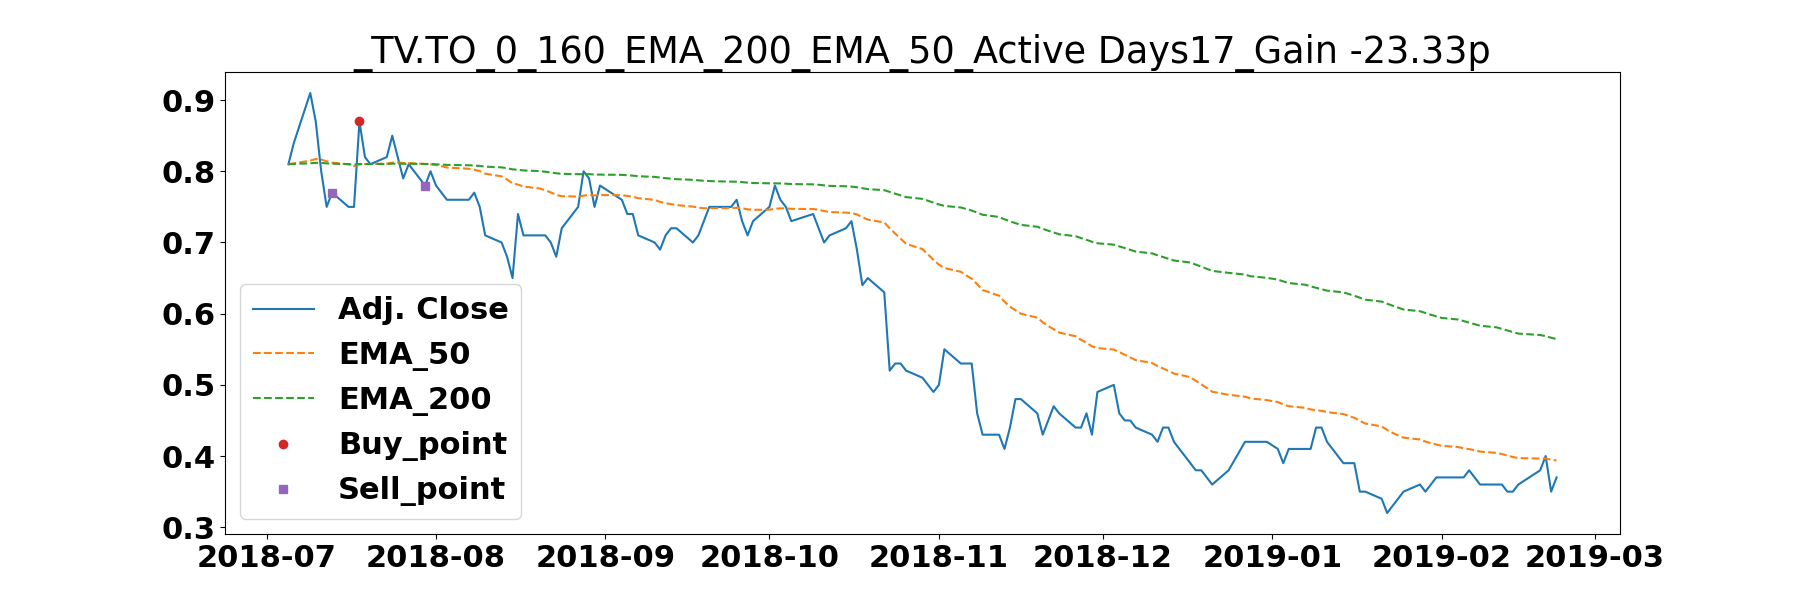 _TV.TO_0_160_EMA_200_EMA_50_Active Days17_Gain -23.33p
0.9
0.8
0.7
0.6
0.5
0.4
0.3
Adj. Close
EMA_50
EMA_200
Buy_point
Sell_point
2018-07 2018-08 2018-09 2018-10 2018-11 2018-12 2019-01 2019-02 2019-03